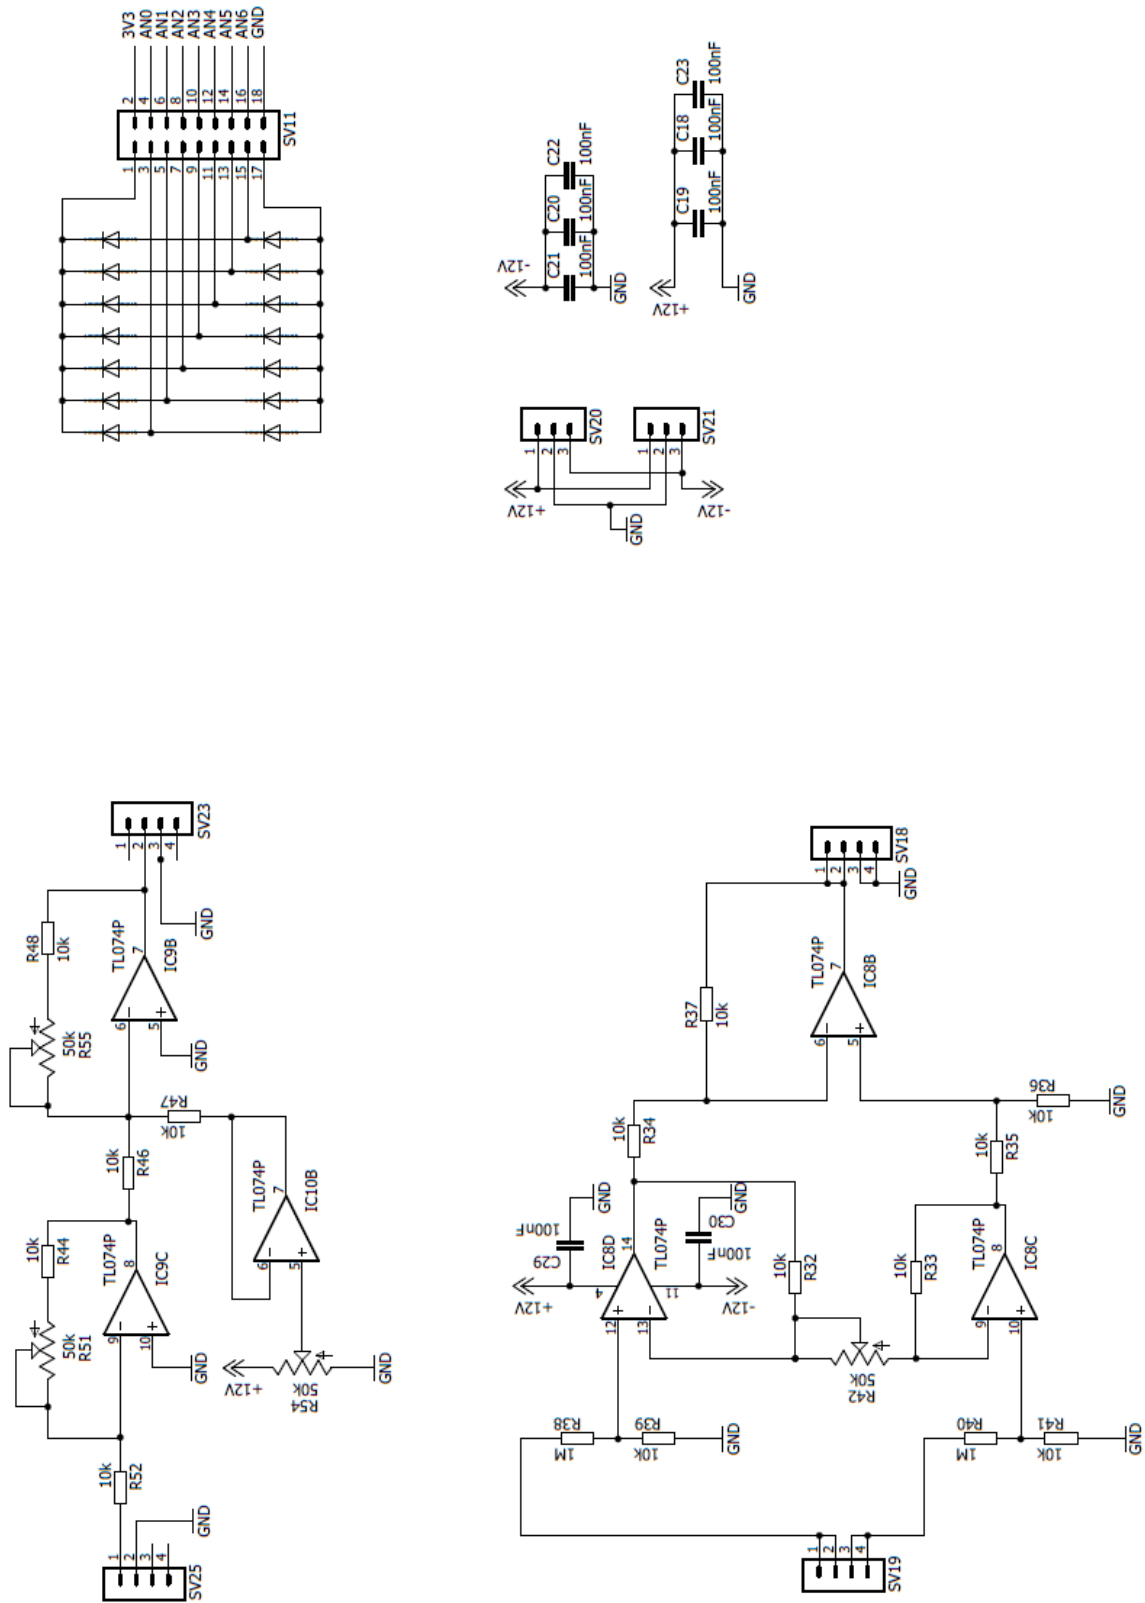 3V3
AN0
AN1
AN2
AN3
AN4
AN5
AN6
GND
2
4
6
8
10
12
14
16
18
SV11
1
3
5
7
9
11
13
15
17
C23
100nF
C18
100nF
C19
100nF
+12V
GND
C22
100nF
C20
100nF
C21
100nF
-12V
GND
SV20
1
2
3
SV21
1
2
3
+12V
-12V
GND
SV23
1
2
3
4
GND
R48
10k
TL074P
7
IC9B
6
5
50k
R55
GND
R47
10k
10k
R46
TL074P
7
IC10B
6
5
10k
R44
TL074P
8
IC9C
9
10
50k
R51
GND
+12V
50k
R54
GND
10k
R52
GND
1
2
3
4
SV25
SV18
1
2
3
4
GND
TL074P
7
IC8B
6
5
R37
10k
R36
10k
GND
10k
R34
10k
R35
GND
C29
100nF
GND
C30
100nF
IC8D
14
TL074P
4
11
12
13
+12V
-12V
10k
R32
10k
R33
TL074P
8
IC8C
9
10
50k
R42
R38
1M
R39
10k
GND
R40
1M
R41
10k
GND
1
2
3
4
SV19